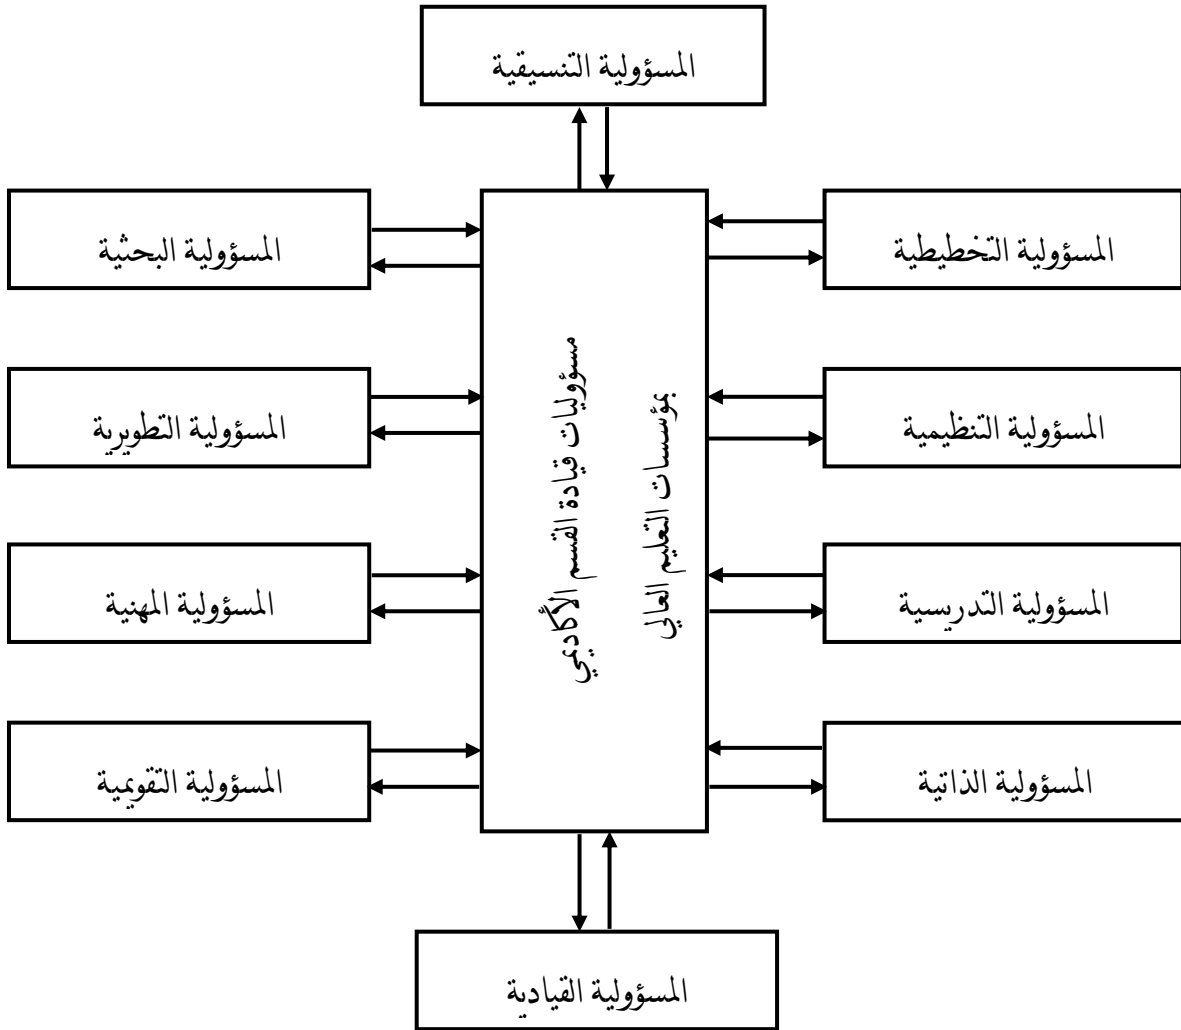 المسؤولية التنسيقية
المسؤولية التخطيطية
المسؤولية البحثية
المسؤولية التنظيمية
المسؤولية التطويرية
مسؤوليات قيادة القسم الأكاديمي
بمؤسسات التعليم العالي
المسؤولية التدريسية
المسؤولية المهنية
المسؤولية الذاتية
المسؤولية التقويمية
المسؤولية القيادية